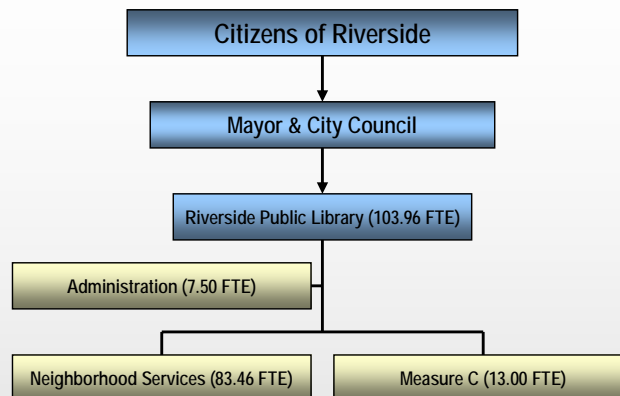 Citizens of Riverside
Mayor & City Council
Riverside Public Library (103.96 FTE)
Administration (7.50 FTE)
Neighborhood Services (83.46 FTE)
Measure C (13.00 FTE)